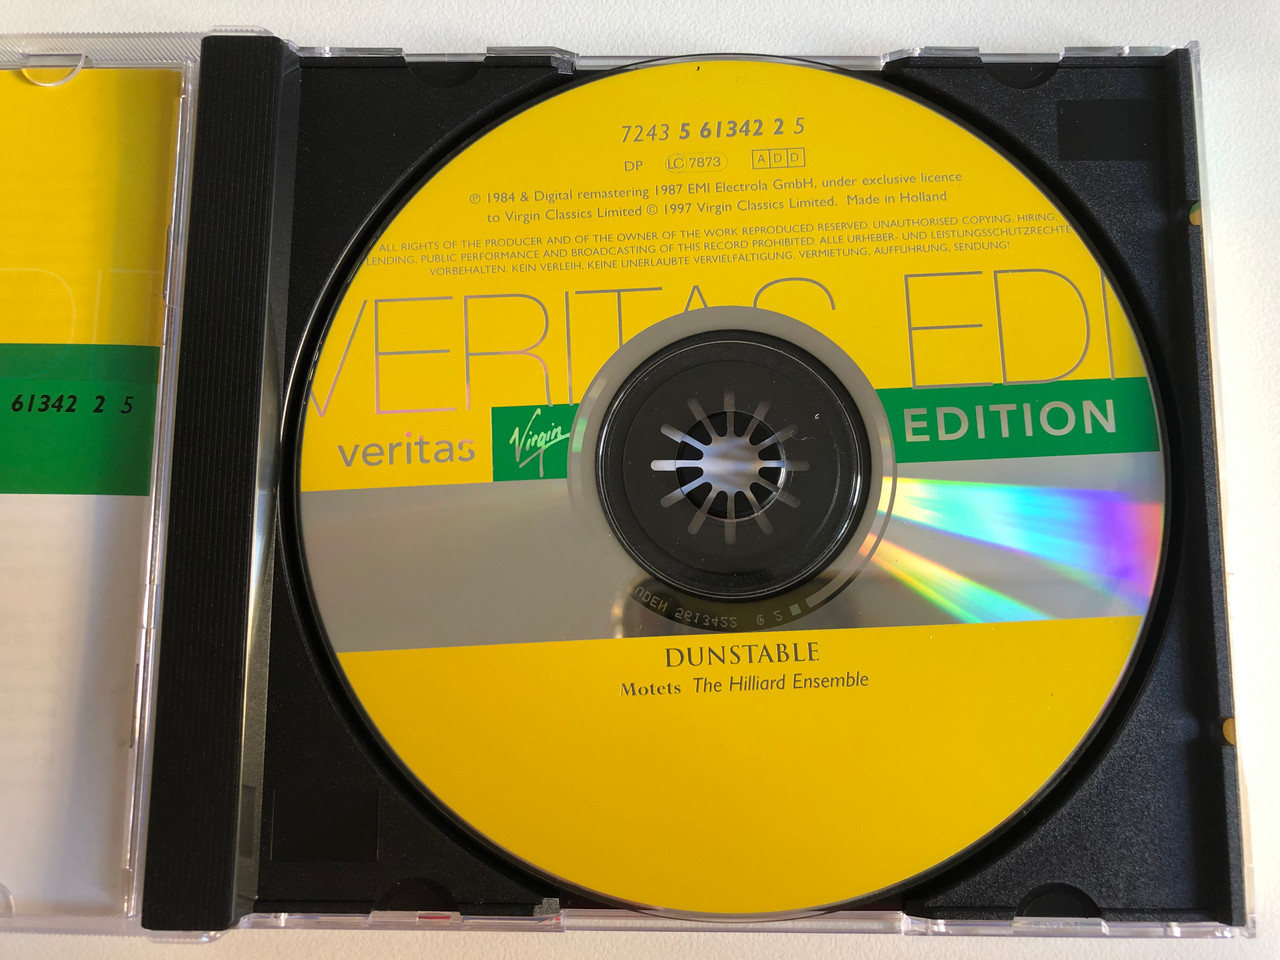 7243 5 61342 2 5
DP LC 7873 ADD
℗ 1984 & Digital remastering 1987 EMI Electrola GmbH, under exclusive licence
to Virgin Classics Limited © 1997 Virgin Classics Limited. Made in Holland
ALL RIGHTS OF THE PRODUCER AND OF THE OWNER OF THE WORK REPRODUCED RESERVED. UNAUTHORISED COPYING, HIRING,
LENDING, PUBLIC PERFORMANCE AND BROADCASTING OF THIS RECORD PROHIBITED. ALLE URHEBER- UND LEISTUNGSSCHUTZRECHTE
VORBEHALTEN. KEIN VERLEIH, KEINE UNERLAUBTE VERVIELFÄLTIGUNG, VERMIETUNG, AUFFÜHRUNG, SENDUNG!
VERITAS EDI
61342 2 5
veritas Virgin EDITION
UDEN 5613422 @ 2
DUNSTABLE
Motets The Hilliard Ensemble